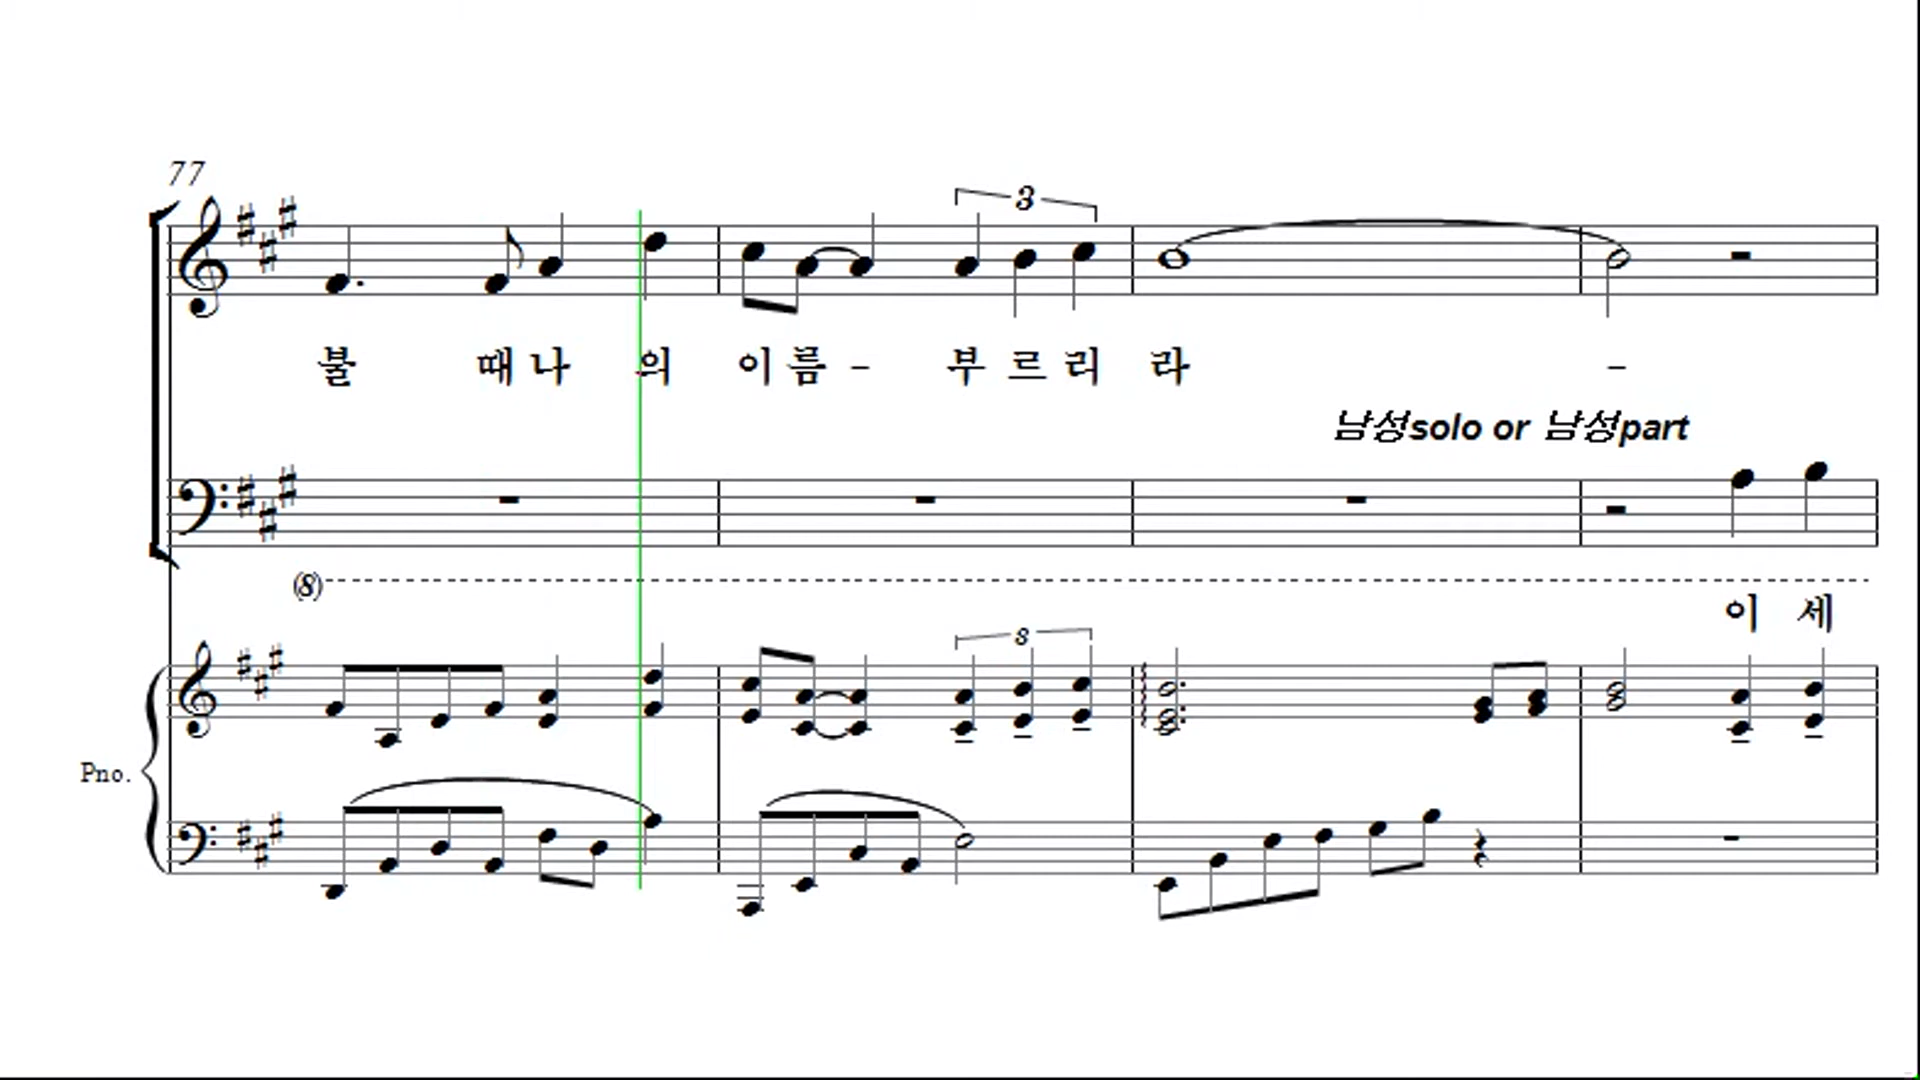 77
3
불 때 나 의 이 름 - 부 르 리 라 -
남성solo or 남성part
(8)
이 세
3
Pno.